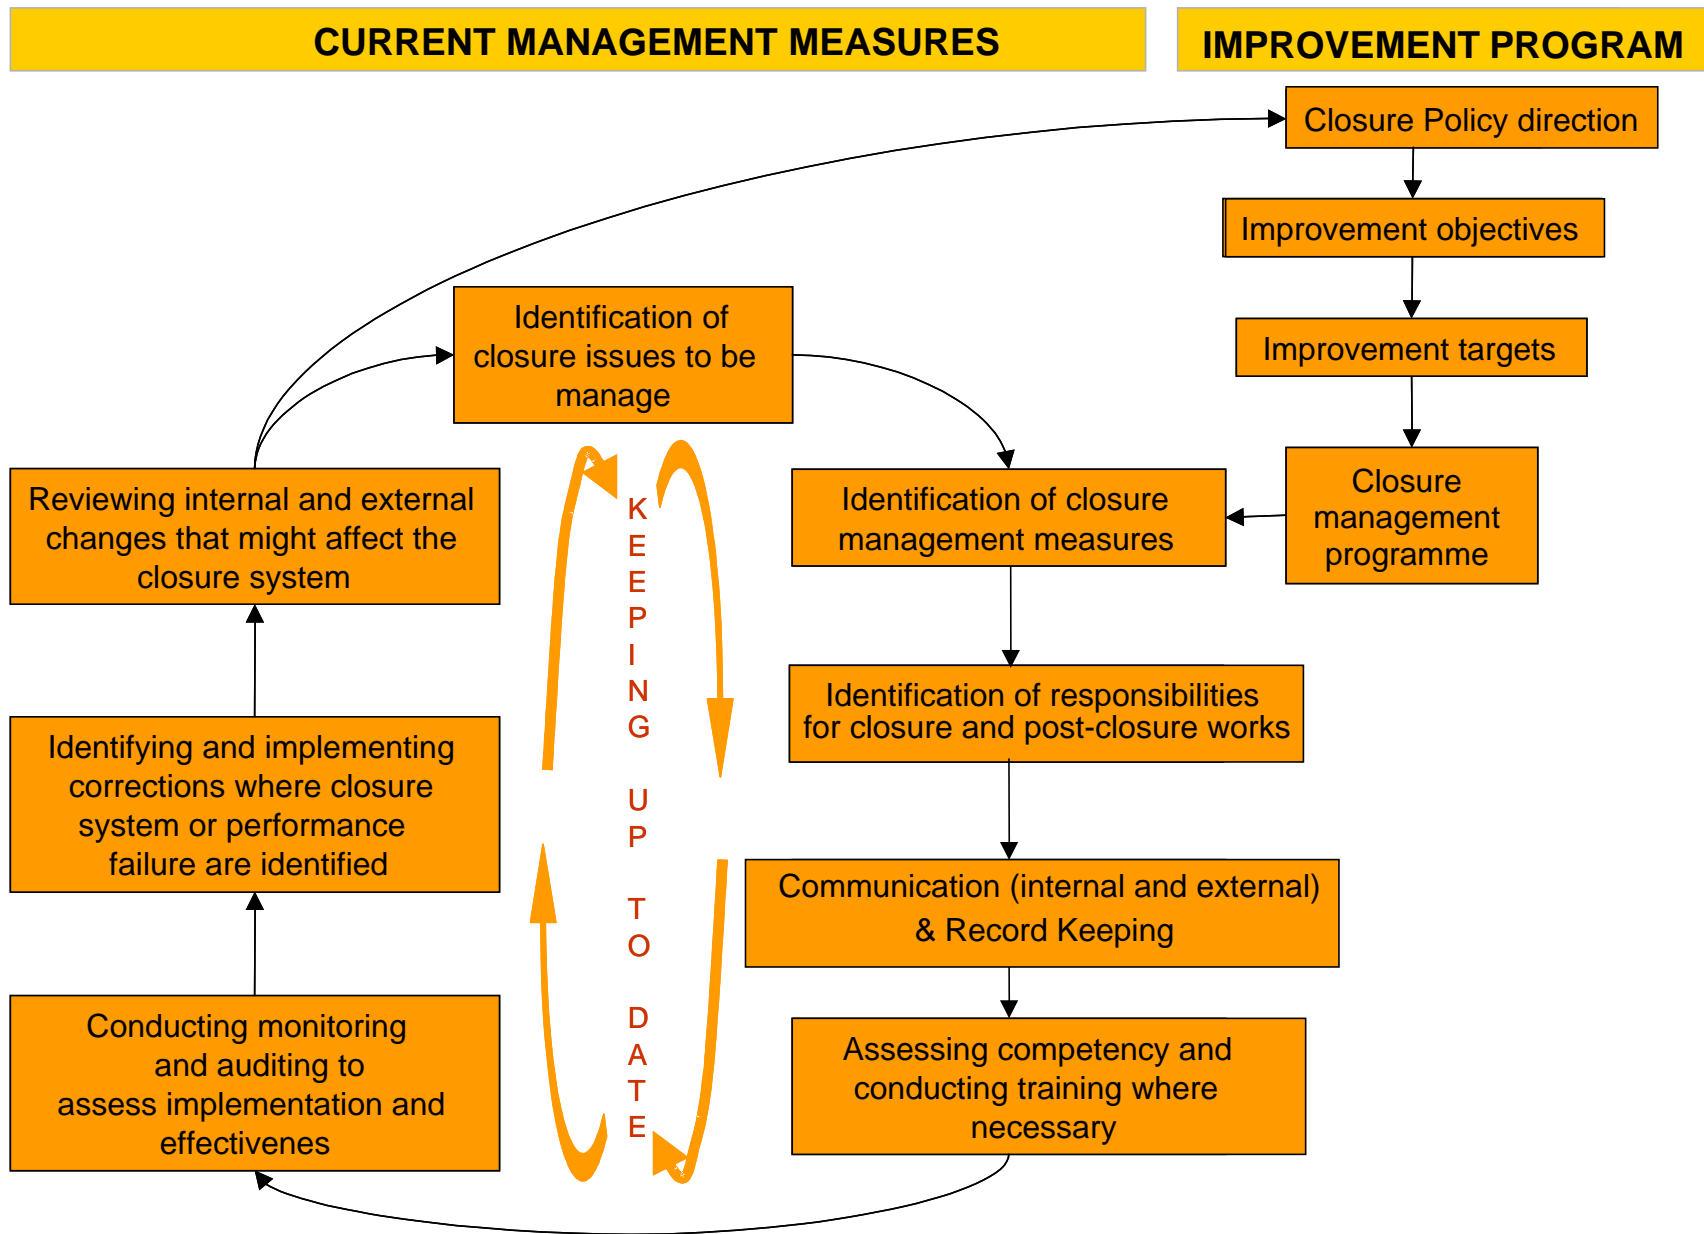 CURRENT MANAGEMENT MEASURES
IMPROVEMENT PROGRAM
Closure Policy direction
Improvement objectives
Improvement targets
Closure
management
programme
Identification of
closure issues to be
manage
Identification of closure
management measures
Identification of responsibilities
for closure and post-closure works
Communication (internal and external)
& Record Keeping
Assessing competency and
conducting training where
necessary
Conducting monitoring
and auditing to
assess implementation and
effectivenes
Identifying and implementing
corrections where closure
system or performance
failure are identified
Reviewing internal and external
changes that might affect the
closure system
KEEPING UP TO DATE